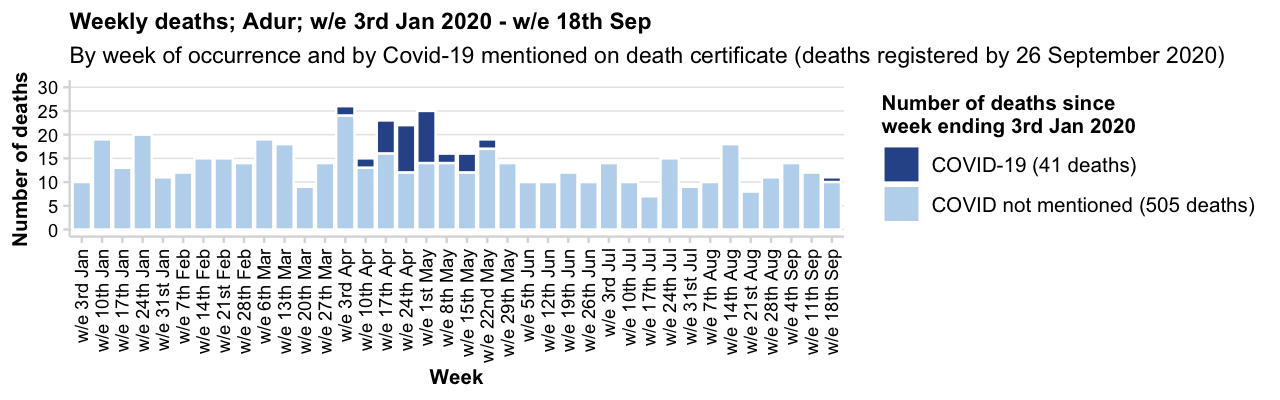 Weekly deaths; Adur; w/e 3rd Jan 2020 - w/e 18th Sep
By week of occurrence and by Covid-19 mentioned on death certificate (deaths registered by 26 September 2020)
Number of deaths
30
25
20
15
10
5
0
w/e 3rd Jan
w/e 10th Jan
w/e 17th Jan
w/e 24th Jan
w/e 31st Jan
w/e 7th Feb
w/e 14th Feb
w/e 21st Feb
w/e 28th Feb
w/e 6th Mar
w/e 13th Mar
w/e 20th Mar
w/e 27th Mar
w/e 3rd Apr
w/e 10th Apr
w/e 17th Apr
w/e 24th Apr
w/e 1st May
w/e 8th May
w/e 15th May
w/e 22nd May
w/e 29th May
w/e 5th Jun
w/e 12th Jun
w/e 19th Jun
w/e 26th Jun
w/e 3rd Jul
w/e 10th Jul
w/e 17th Jul
w/e 24th Jul
w/e 31st Jul
w/e 7th Aug
w/e 14th Aug
w/e 21st Aug
w/e 28th Aug
w/e 4th Sep
w/e 11th Sep
w/e 18th Sep
Week
Number of deaths since
week ending 3rd Jan 2020
COVID-19 (41 deaths)
COVID not mentioned (505 deaths)